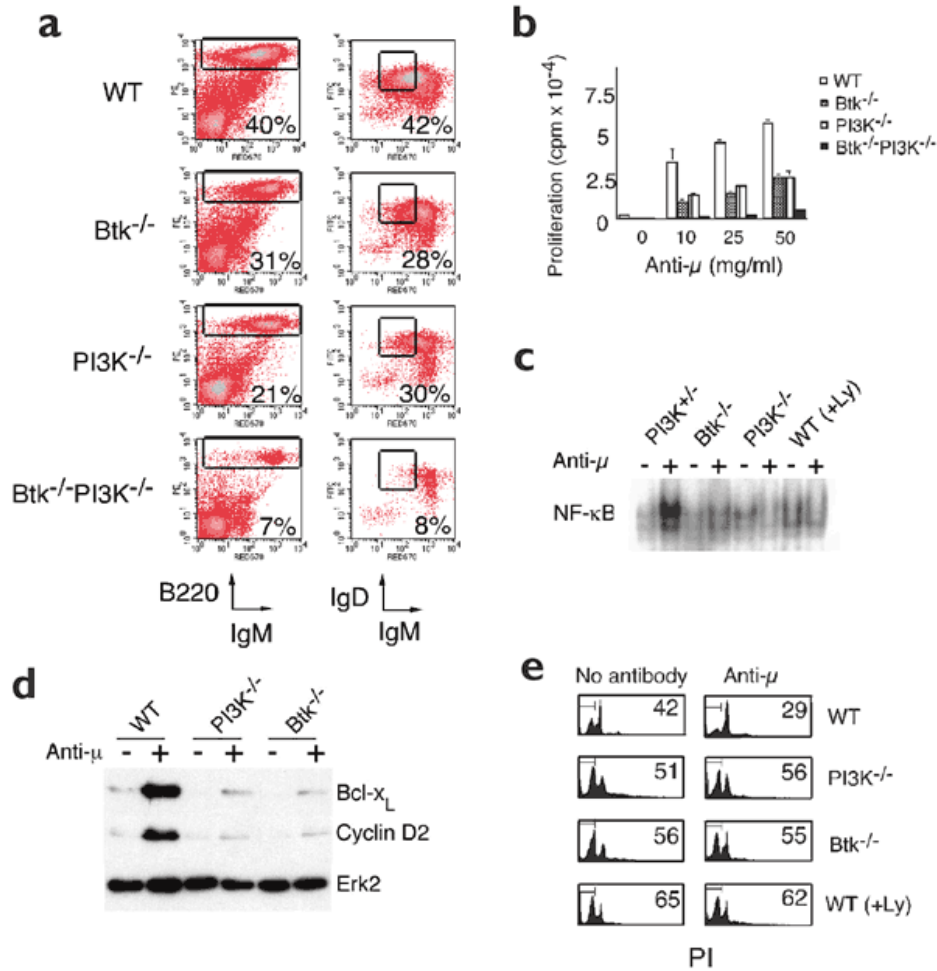 a
WT
40%
42%
Btk-/-
31%
28%
PI3K-/-
21%
30%
Btk-/-PI3K-/-
7%
8%
B220
IgM
IgD
IgM
b
Proliferation (cpm x 10-4)
7.5
2.5
0
0 10 25 50
Anti-μ (mg/ml)
WT
Btk-/-
PI3K-/-
Btk-/-PI3K-/-
c
PI3K+/- Btk-/- PI3K-/- WT (+Ly)
Anti-μ - + - + - + - +
NF-κB
d
WT PI3K-/- Btk-/-
Anti-μ - + - + - +
Bcl-xL
Cyclin D2
Erk2
e
No antibody Anti-μ
42 29 WT
51 56 PI3K-/-
56 55 Btk-/-
65 62 WT (+Ly)
PI